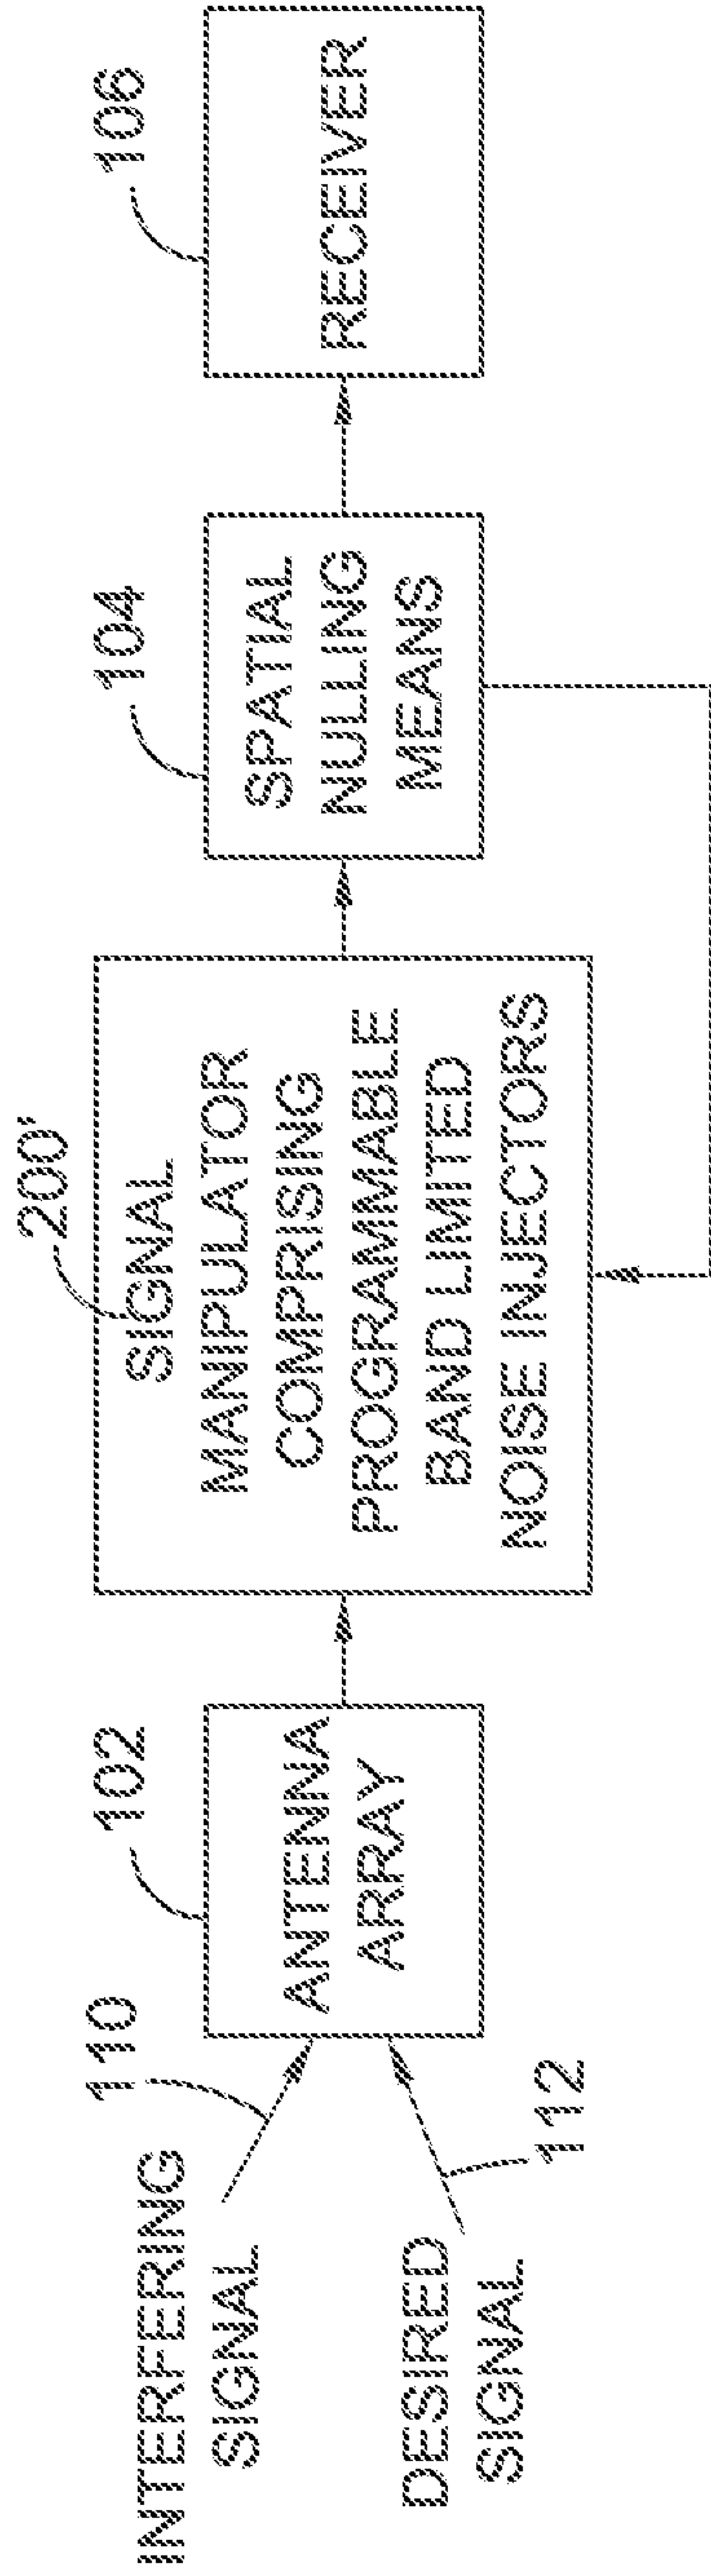 INTERFERING
SIGNAL
110
DESIRED
SIGNAL
112
102
ANTENNA
ARRAY
200'
SIGNAL
MANIPULATOR
COMPRISING
PROGRAMMABLE
BAND LIMITED
NOISE INJECTORS
104
SPATIAL
NULLING
MEANS
106
RECEIVER